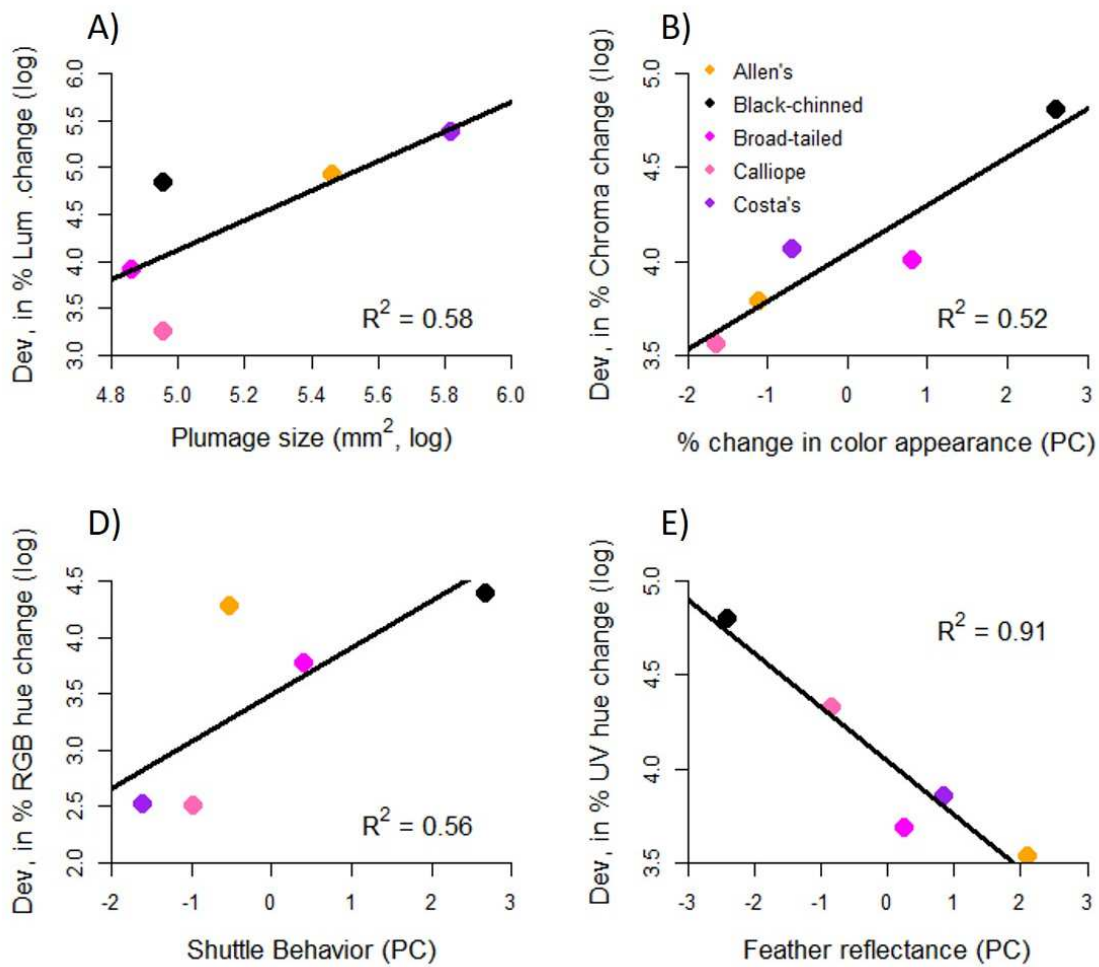 A)
Dev, in % Lum .change (log)
3.0 3.5 4.0 4.5 5.0 5.5 6.0
R² = 0.58
4.8 5.0 5.2 5.4 5.6 5.8 6.0
Plumage size (mm², log)
B)
Dev, in % Chroma change (log)
3.5 4.0 4.5 5.0
Allen's
Black-chinned
Broad-tailed
Calliope
Costa's
R² = 0.52
-2 -1 0 1 2 3
% change in color appearance (PC)
D)
Dev, in % RGB hue change (log)
2.0 2.5 3.0 3.5 4.0 4.5
R² = 0.56
-2 -1 0 1 2 3
Shuttle Behavior (PC)
E)
Dev, in % UV hue change (log)
3.5 4.0 4.5 5.0
R² = 0.91
-3 -2 -1 0 1 2 3
Feather reflectance (PC)